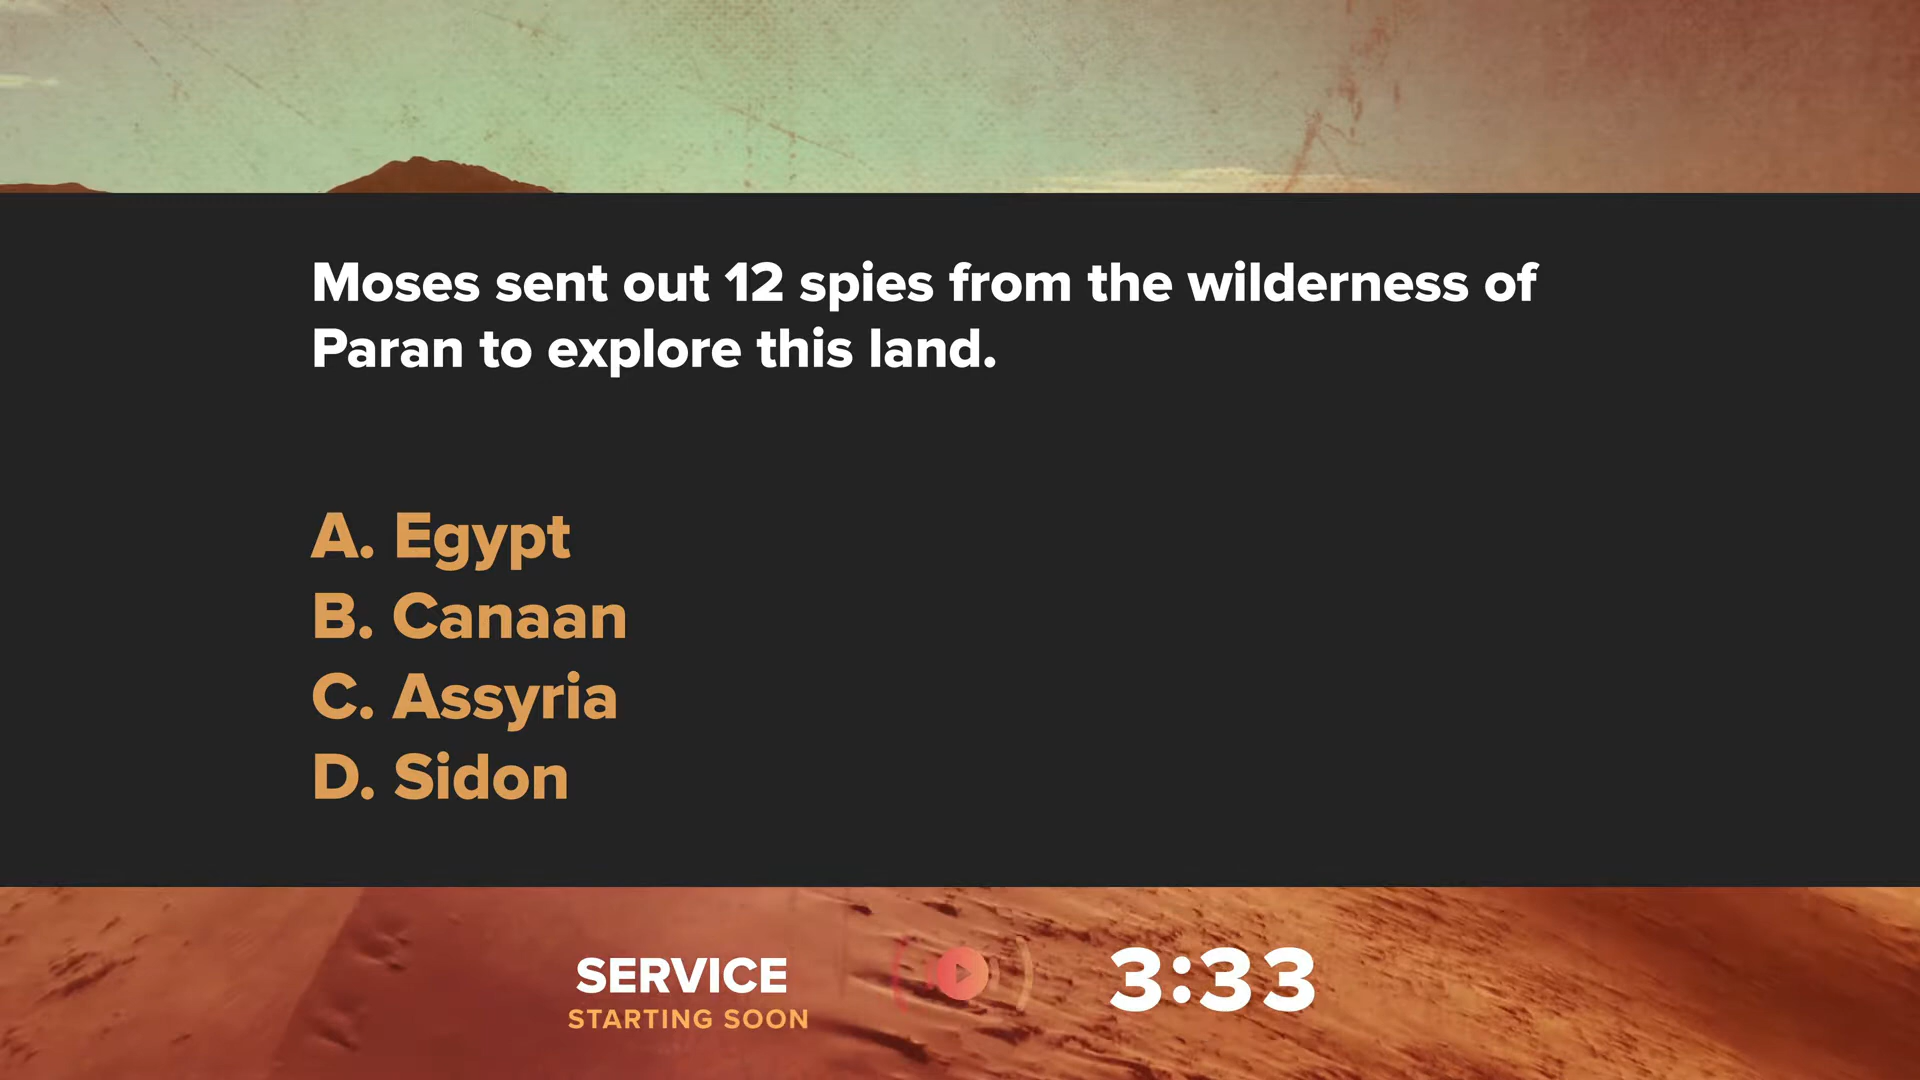 Moses sent out 12 spies from the wilderness of
Paran to explore this land.
A. Egypt
B. Canaan
C. Assyria
D. Sidon
SERVICE
STARTING SOON
3:33